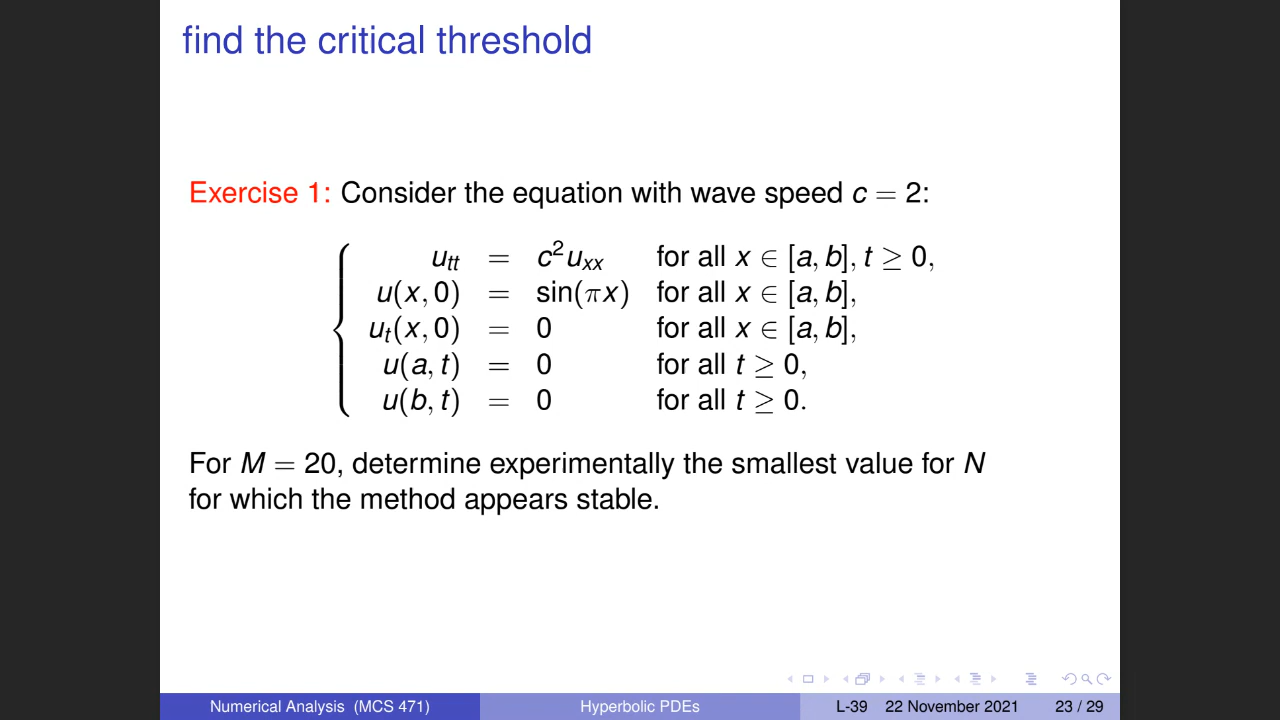 find the critical threshold
Exercise 1: Consider the equation with wave speed c = 2:
u_tt = c²u_xx for all x ∈ [a, b], t ≥ 0,
u(x, 0) = sin(πx) for all x ∈ [a, b],
u_t(x, 0) = 0 for all x ∈ [a, b],
u(a, t) = 0 for all t ≥ 0,
u(b, t) = 0 for all t ≥ 0.
For M = 20, determine experimentally the smallest value for N
for which the method appears stable.
Numerical Analysis (MCS 471) Hyperbolic PDEs L-39 22 November 2021 23 / 29